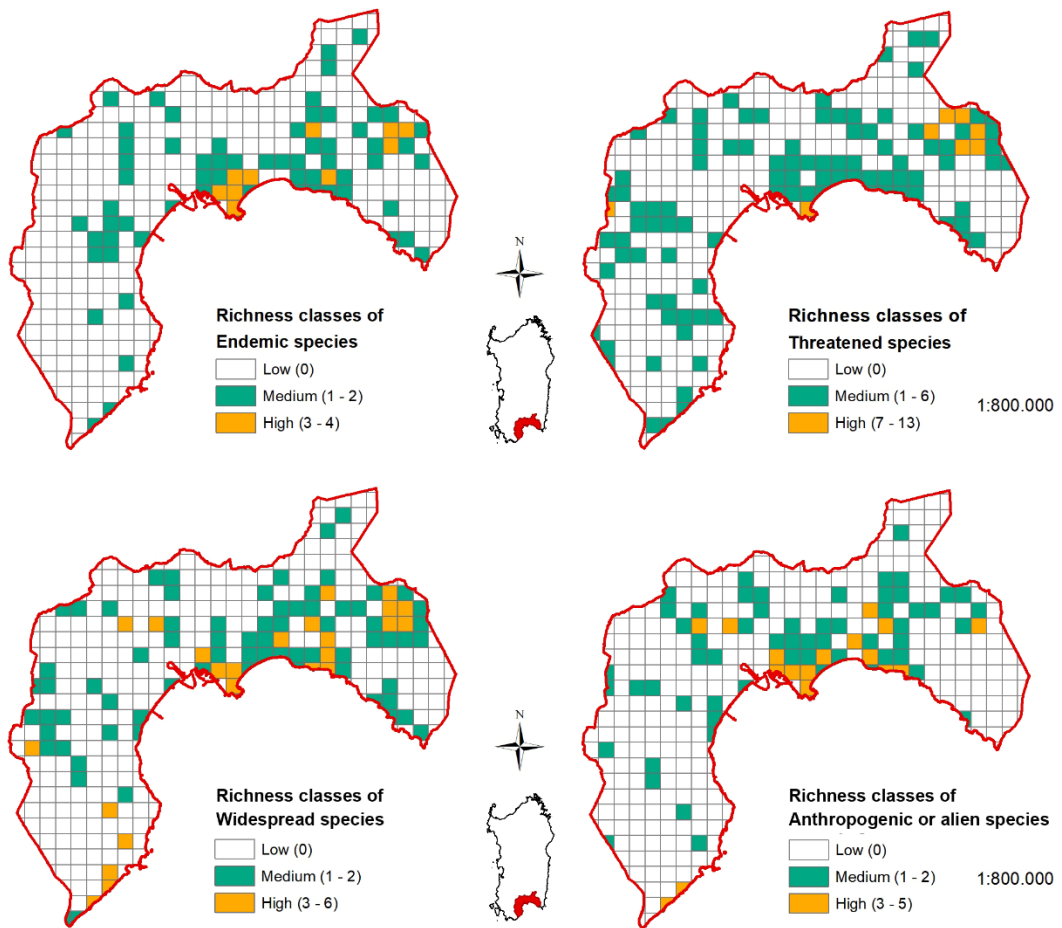 N
Richness classes of
Endemic species
Low (0)
Medium (1 - 2)
High (3 - 4)
Richness classes of
Threatened species
Low (0)
Medium (1 - 6)
High (7 - 13)
1:800.000
N
Richness classes of
Widespread species
Low (0)
Medium (1 - 2)
High (3 - 6)
Richness classes of
Anthropogenic or alien species
Low (0)
Medium (1 - 2)
High (3 - 5)
1:800.000